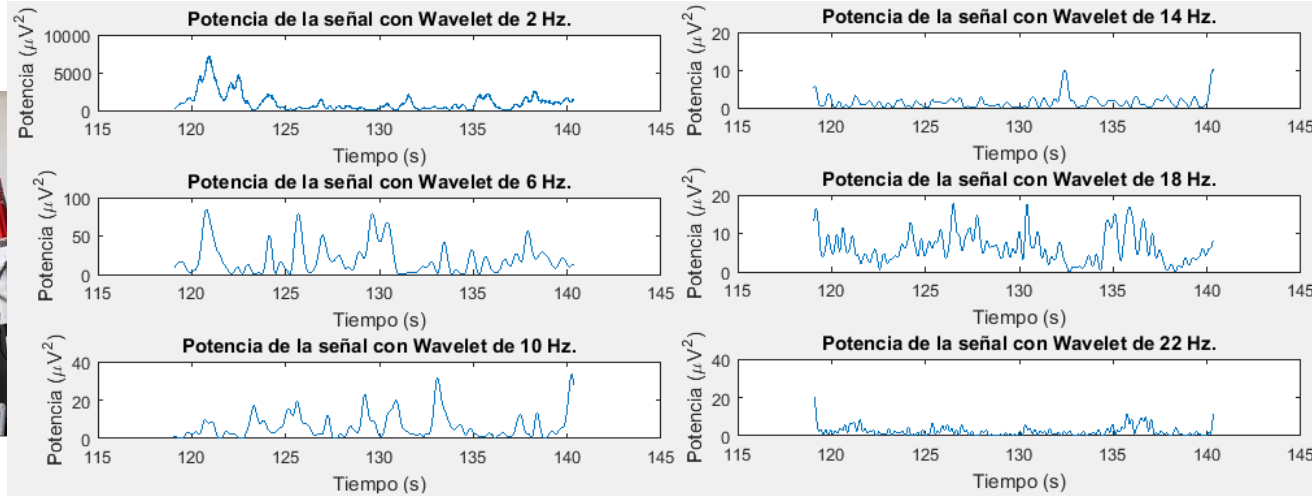 Potencia de la señal con Wavelet de 2 Hz.
Potencia (μV²)
10000
5000
0
115 120 125 130 135 140 145
Tiempo (s)
Potencia de la señal con Wavelet de 6 Hz.
Potencia (μV²)
100
50
0
115 120 125 130 135 140 145
Tiempo (s)
Potencia de la señal con Wavelet de 10 Hz.
Potencia (μV²)
40
20
0
115 120 125 130 135 140 145
Tiempo (s)
Potencia de la señal con Wavelet de 14 Hz.
Potencia (μV²)
20
10
0
115 120 125 130 135 140 145
Tiempo (s)
Potencia de la señal con Wavelet de 18 Hz.
Potencia (μV²)
20
10
0
115 120 125 130 135 140 145
Tiempo (s)
Potencia de la señal con Wavelet de 22 Hz.
Potencia (μV²)
40
20
0
115 120 125 130 135 140 145
Tiempo (s)